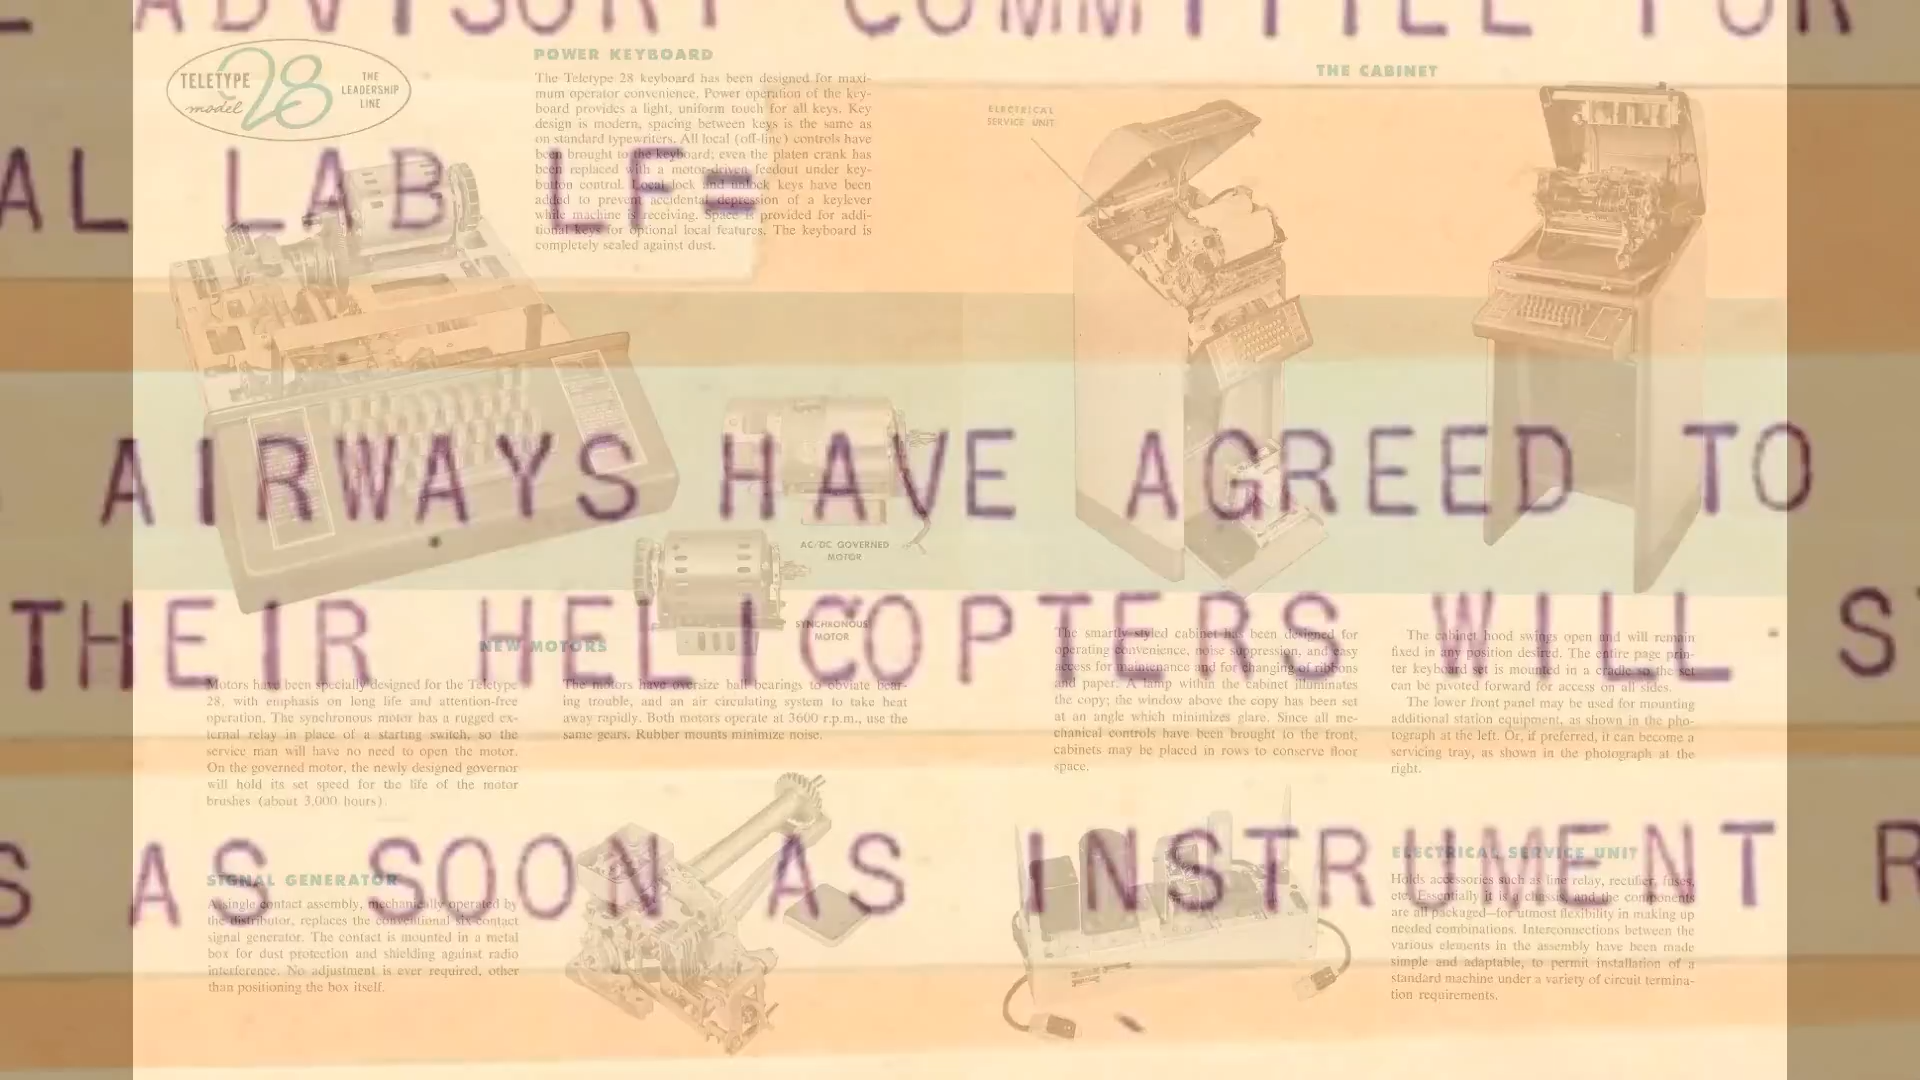 E ADVISORY COMMITTEE FOR
AL LAB LF=
AIRWAYS HAVE AGREED TO
THEIR HELICOPTERS WILL S
S AS SOON AS INSTRUMENT R
TELETYPE
model 28
THE
LEADERSHIP
LINE
POWER KEYBOARD
The Teletype 28 keyboard has been designed for maxi-
mum operator convenience. Power operation of the key-
board provides a light, uniform touch for all keys. Key
design is modern, spacing between keys is the same as
on standard typewriters. All local (off-line) controls have
been brought to the keyboard; even the platen crank has
been replaced with a motor-driven feedout under key-
button control. Local lock and unlock keys have been
added to prevent accidental depression of a keylever
while machine is receiving. Space is provided for addi-
tional keys for optional local features. The keyboard is
completely sealed against dust.
AC/DC GOVERNED
MOTOR
SYNCHRONOUS
MOTOR
NEW MOTORS
Motors have been specially designed for the Teletype
28, with emphasis on long life and attention-free
operation. The synchronous motor has a rugged ex-
ternal relay in place of a starting switch, so the
service man will have no need to open the motor.
On the governed motor, the newly designed governor
will hold its set speed for the life of the motor
brushes (about 3,000 hours).
The motors have oversize ball bearings to obviate bear-
ing trouble, and an air circulating system to take heat
away rapidly. Both motors operate at 3600 r.p.m., use the
same gears. Rubber mounts minimize noise.
SIGNAL GENERATOR
A single contact assembly, mechanically operated by
the distributor, replaces the conventional six-contact
signal generator. The contact is mounted in a metal
box for dust protection and shielding against radio
interference. No adjustment is ever required, other
than positioning the box itself.
THE CABINET
ELECTRICAL
SERVICE UNIT
The smartly styled cabinet has been designed for
operating convenience, noise suppression, and easy
access for maintenance and for changing of ribbons
and paper. A lamp within the cabinet illuminates
the copy; the window above the copy has been set
at an angle which minimizes glare. Since all me-
chanical controls have been brought to the front,
cabinets may be placed in rows to conserve floor
space.
The cabinet hood swings open and will remain
fixed in any position desired. The entire page prin-
ter keyboard set is mounted in a cradle so the set
can be pivoted forward for access on all sides.
The lower front panel may be used for mounting
additional station equipment, as shown in the pho-
tograph at the left. Or, if preferred, it can become a
servicing tray, as shown in the photograph at the
right.
ELECTRICAL SERVICE UNIT
Holds accessories such as line relay, rectifier, fuses,
etc. Essentially it is a chassis, and the components
are all packaged—for utmost flexibility in making up
needed combinations. Interconnections between the
various elements in the assembly have been made
simple and adaptable, to permit installation of a
standard machine under a variety of circuit termina-
tion requirements.